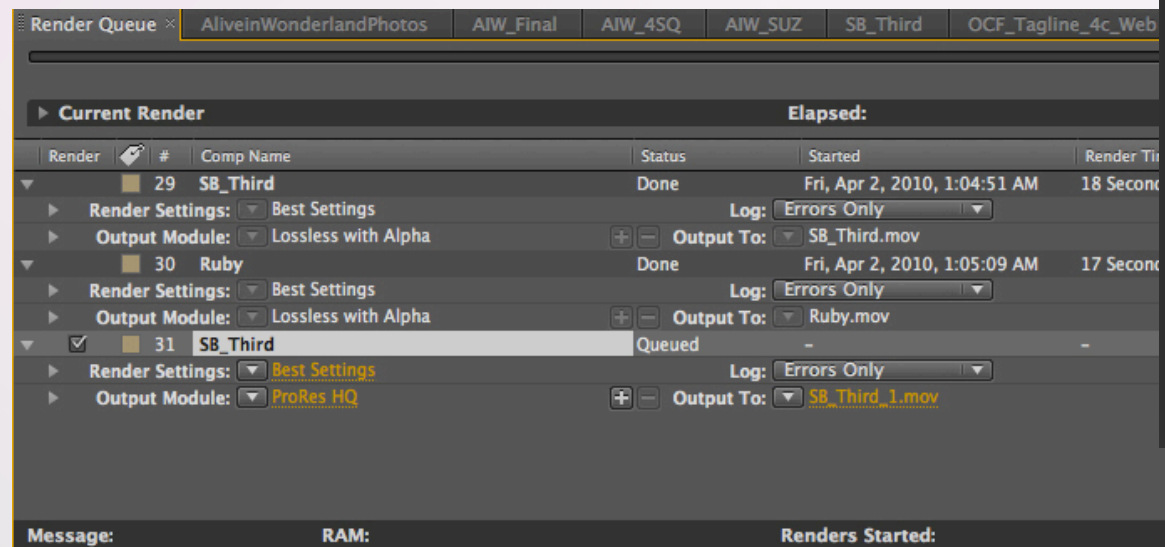 Render Queue × AliveinWonderlandPhotos AIW_Final AIW_4SQ AIW_SUZ SB_Third OCF_Tagline_4c_Web
Current Render Elapsed:
Render # Comp Name Status Started Render
29 SB_Third Done Fri, Apr 2, 2010, 1:04:51 AM 18
Render Settings: Best Settings Log: Errors Only
Output Module: Lossless with Alpha + − Output To: SB_Third.mov
30 Ruby Done Fri, Apr 2, 2010, 1:05:09 AM 17
Render Settings: Best Settings Log: Errors Only
Output Module: Lossless with Alpha + − Output To: Ruby.mov
31 SB_Third Queued – –
Render Settings: Best Settings Log: Errors Only
Output Module: ProRes HQ + − Output To: SB_Third_1.mov
Message: RAM: Renders Started: